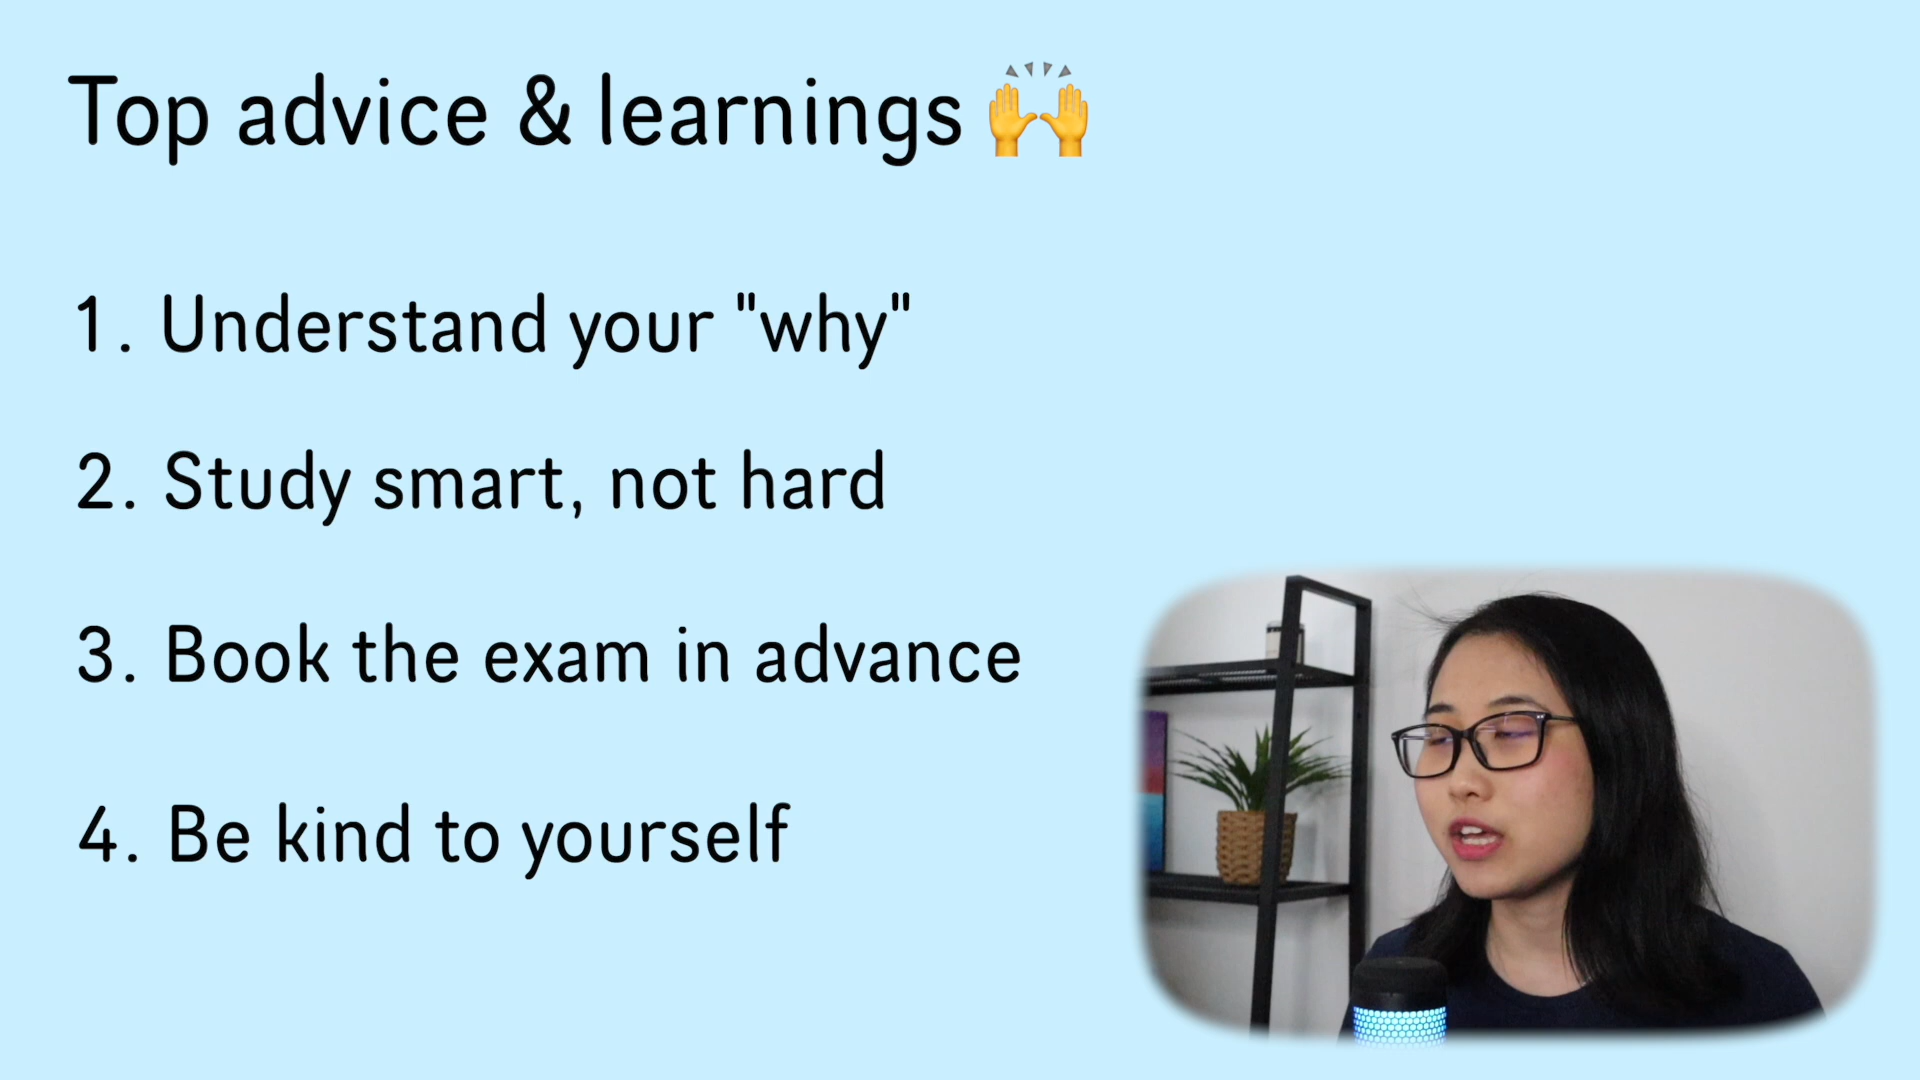 Top advice & learnings 🙌
1. Understand your "why"
2. Study smart, not hard
3. Book the exam in advance
4. Be kind to yourself